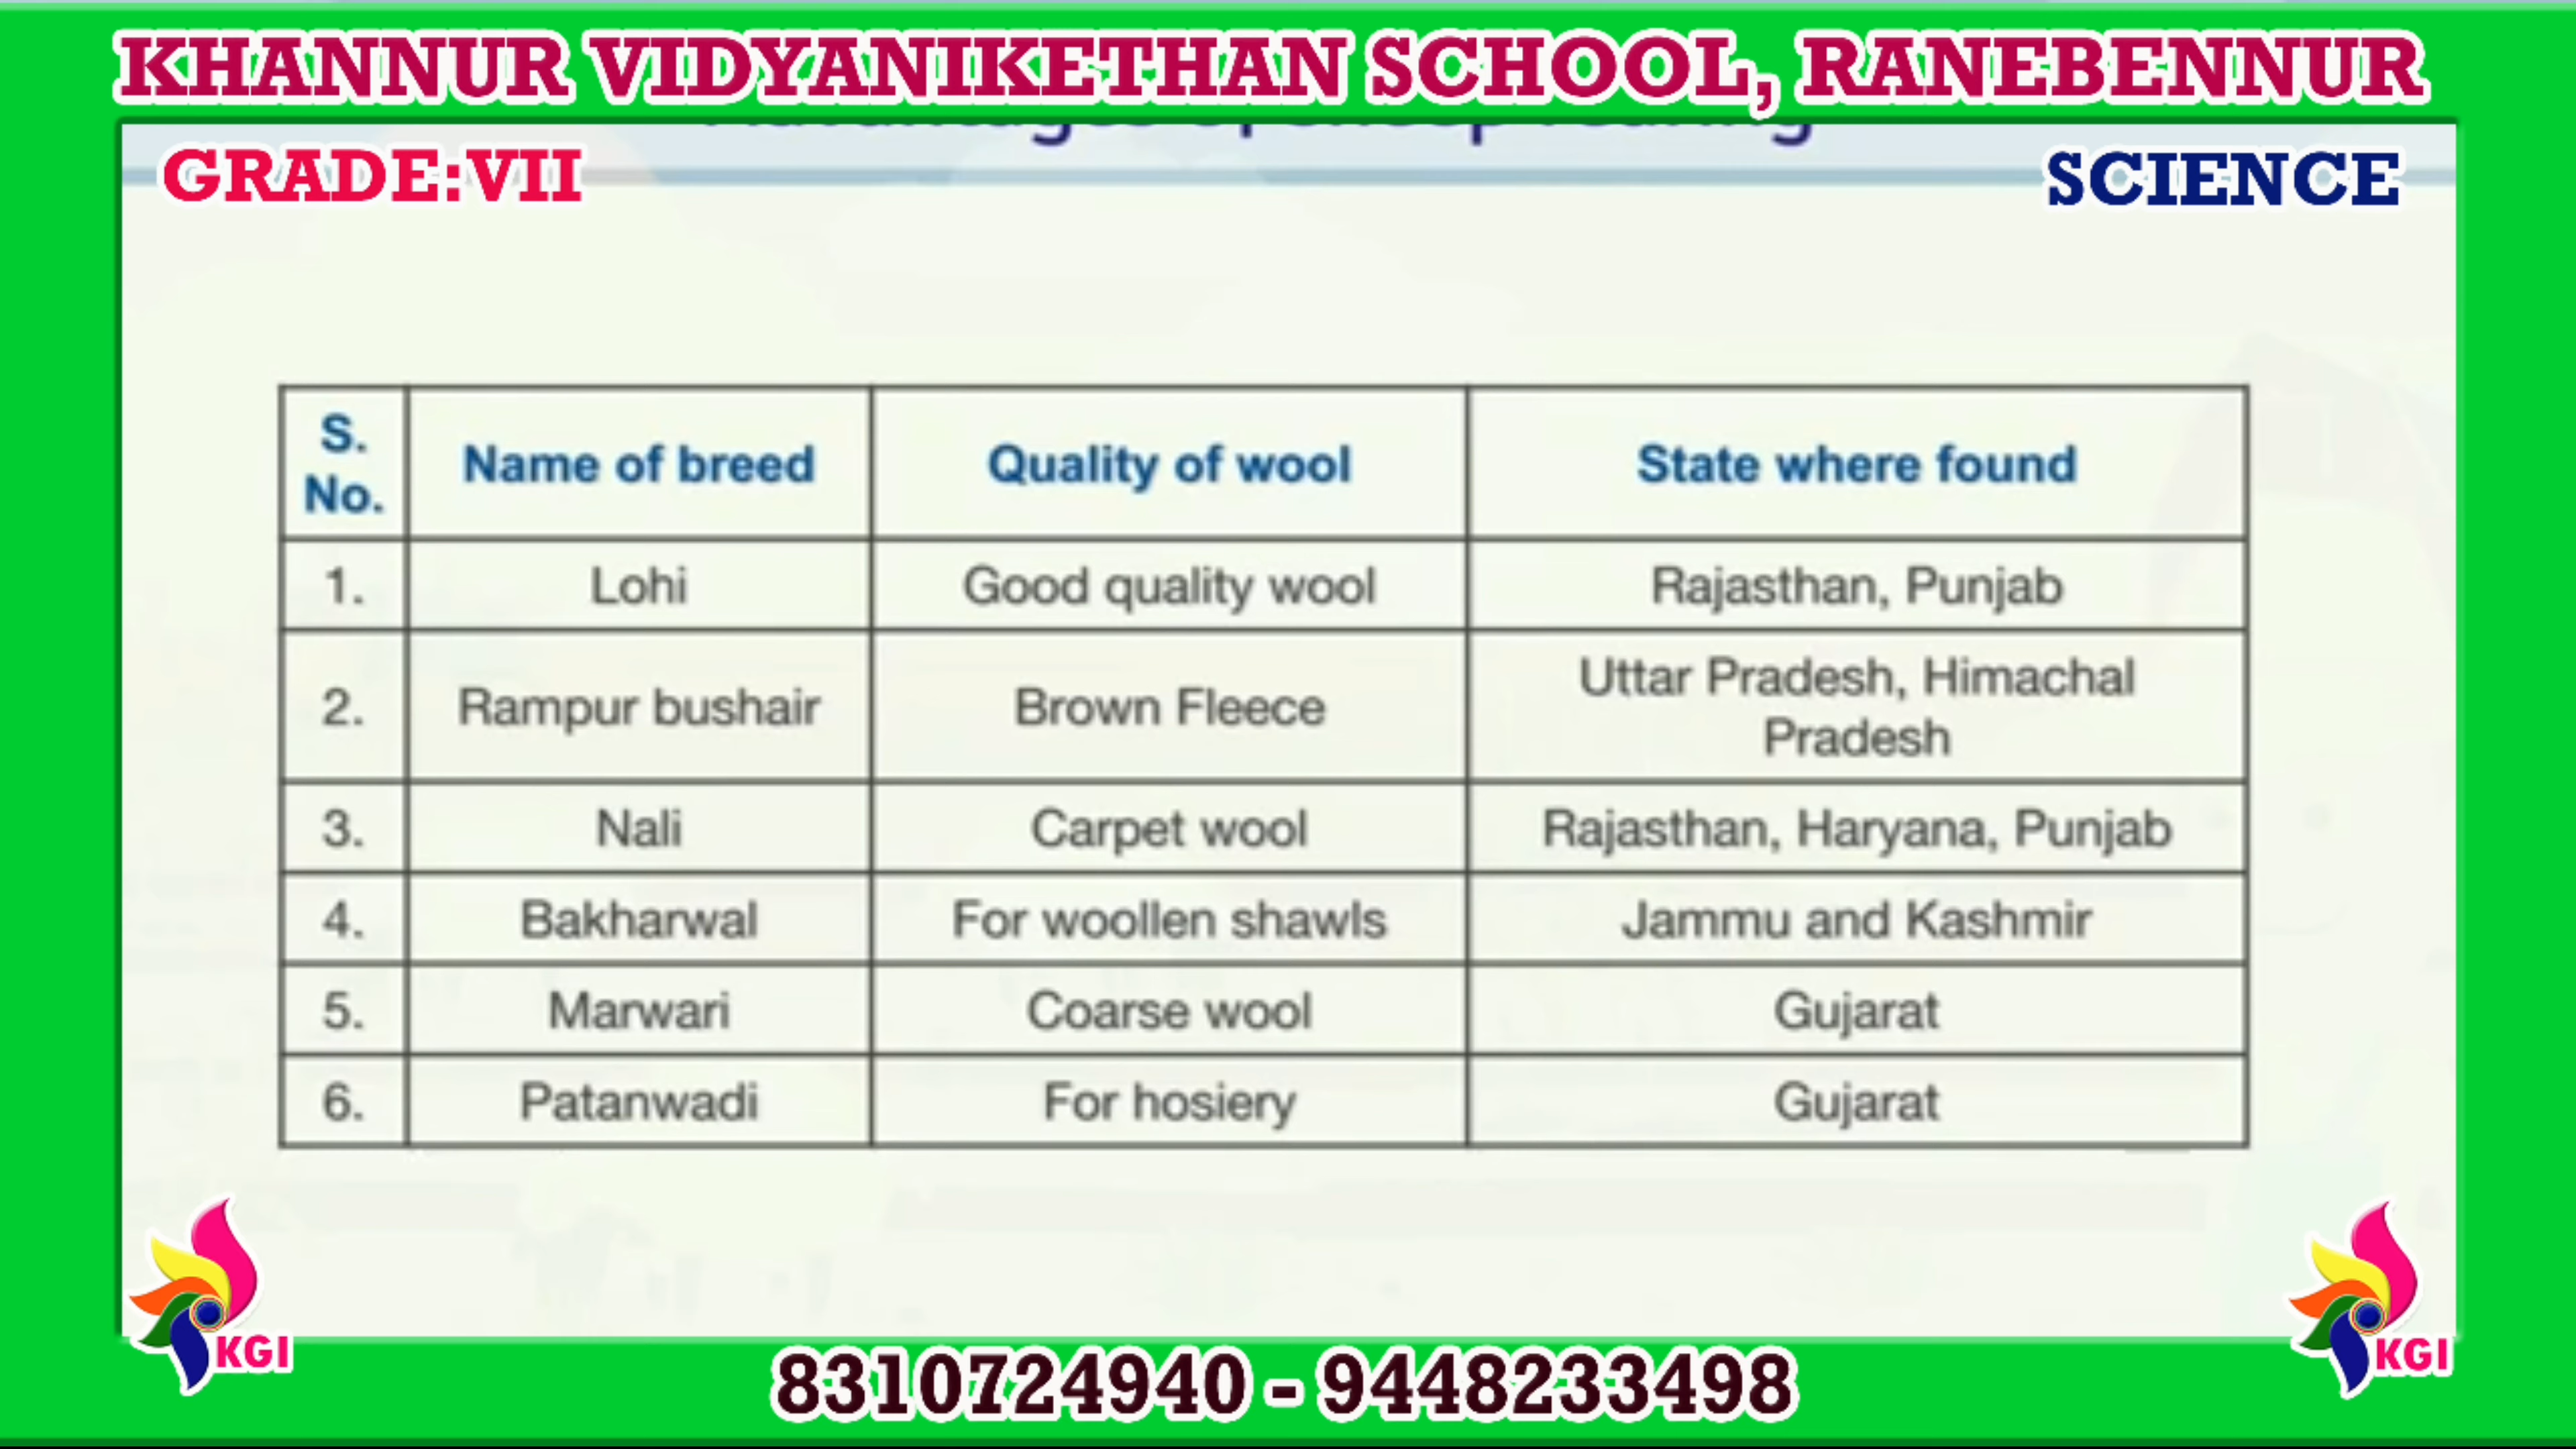 KHANNUR VIDYANIKETHAN SCHOOL, RANEBENNUR
GRADE:VII
SCIENCE
S. No. Name of breed Quality of wool State where found
1. Lohi Good quality wool Rajasthan, Punjab
2. Rampur bushair Brown Fleece Uttar Pradesh, Himachal
Pradesh
3. Nali Carpet wool Rajasthan, Haryana, Punjab
4. Bakharwal For woollen shawls Jammu and Kashmir
5. Marwari Coarse wool Gujarat
6. Patanwadi For hosiery Gujarat
KGI
KGI
8310724940 - 9448233498